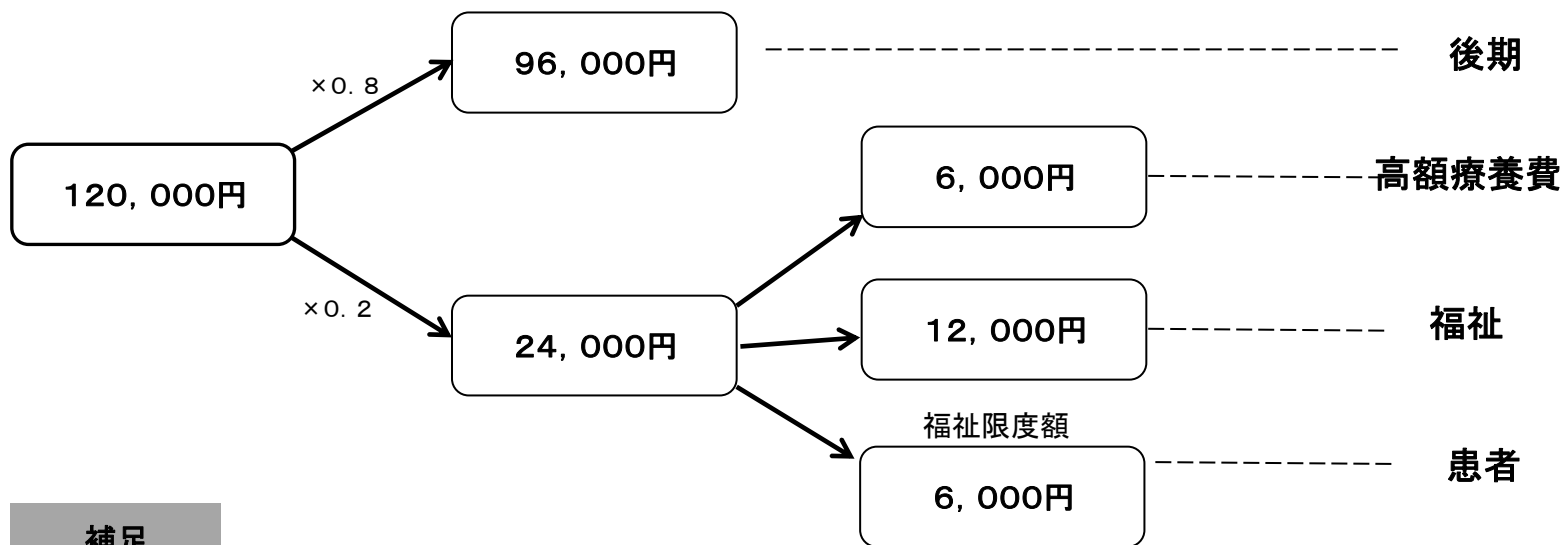 96,000円
後期
×0.8
120,000円
6,000円
高額療養費
×0.2
24,000円
12,000円
福祉
福祉限度額
6,000円
患者
補足